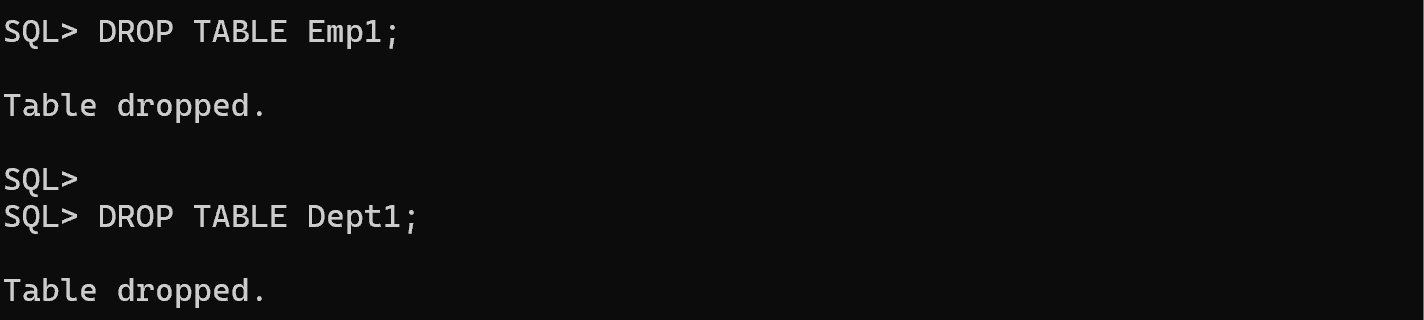 SQL> DROP TABLE Emp1;
Table dropped.
SQL>
SQL> DROP TABLE Dept1;
Table dropped.